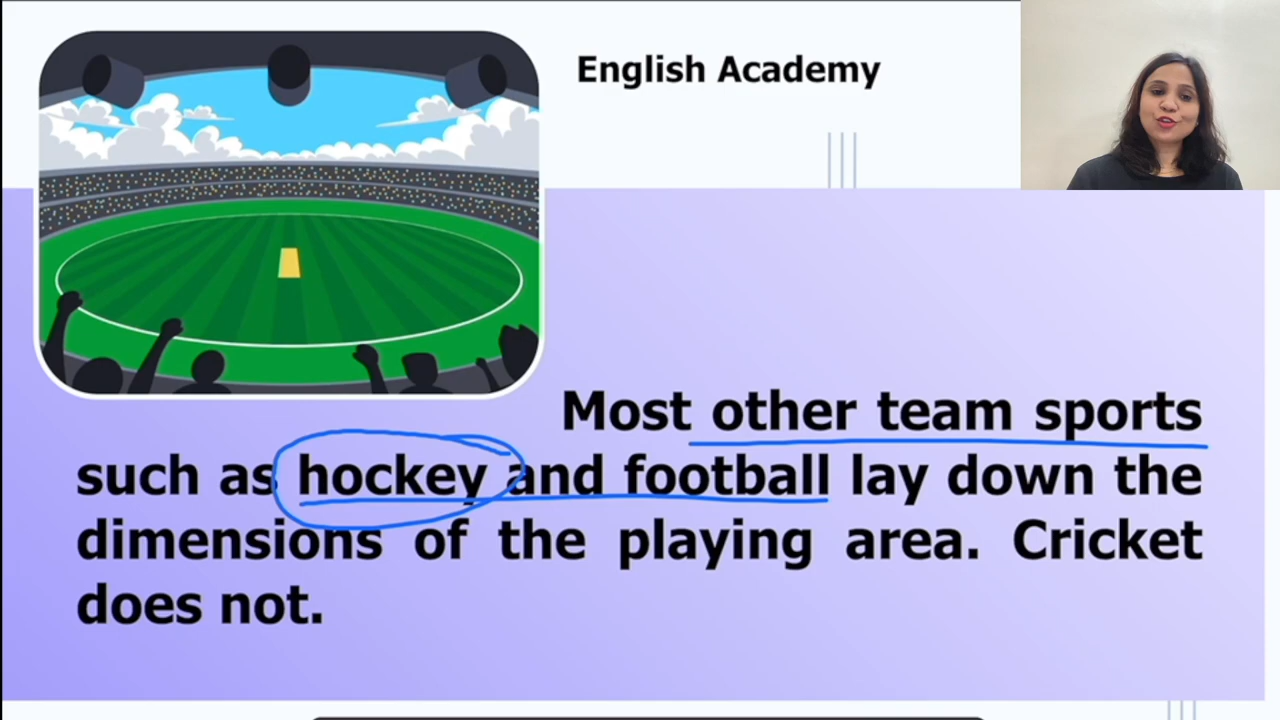 English Academy
Most other team sports
such as hockey and football lay down the
dimensions of the playing area. Cricket
does not.